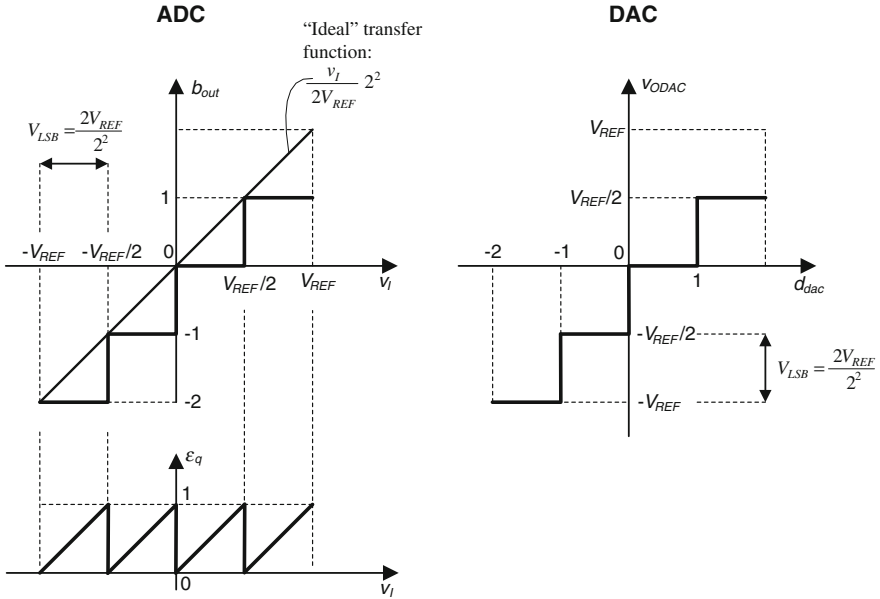 ADC
DAC
“Ideal” transfer
function:
v_I / 2V_REF 2^2
b_out
V_LSB = 2V_REF / 2^2
1
-V_REF
-V_REF/2
0
V_REF/2
V_REF
v_I
-1
-2
ε_q
1
0
v_I
v_ODAC
V_REF
V_REF/2
-2
-1
0
1
d_dac
-V_REF/2
V_LSB = 2V_REF / 2^2
-V_REF